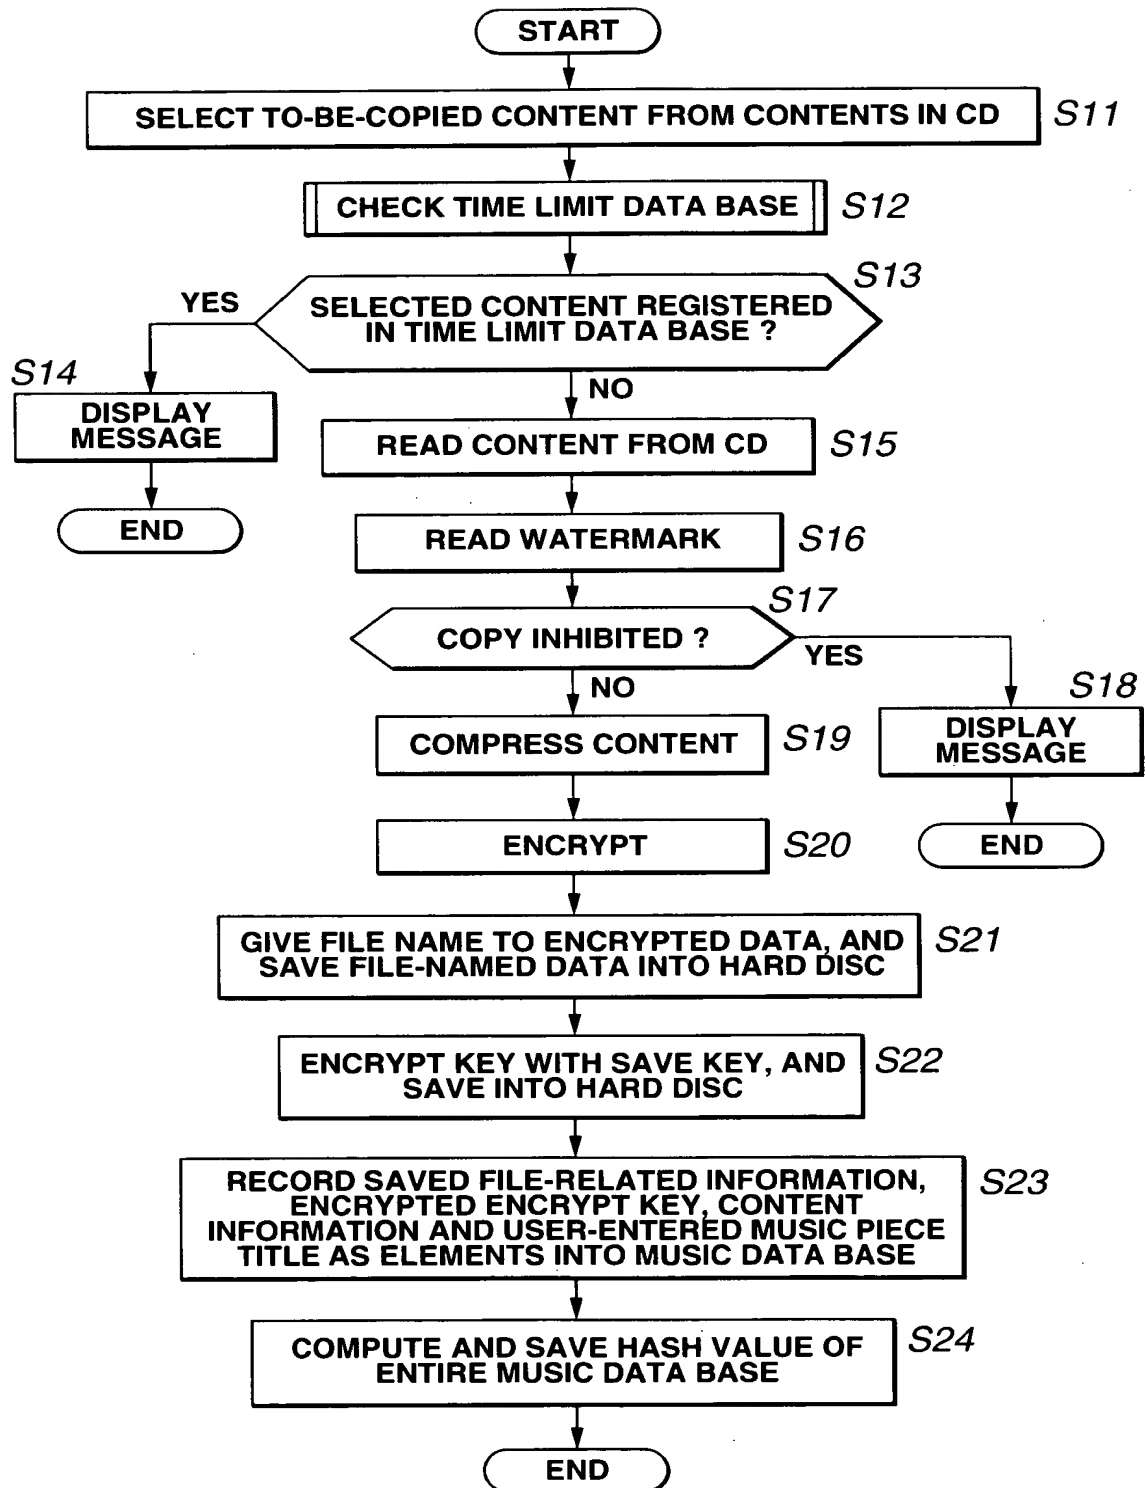 START
SELECT TO-BE-COPIED CONTENT FROM CONTENTS IN CD
S11
CHECK TIME LIMIT DATA BASE
S12
S13
SELECTED CONTENT REGISTERED
IN TIME LIMIT DATA BASE ?
YES
NO
S14
DISPLAY
MESSAGE
END
READ CONTENT FROM CD
S15
READ WATERMARK
S16
S17
COPY INHIBITED ?
YES
NO
S18
DISPLAY
MESSAGE
END
COMPRESS CONTENT
S19
ENCRYPT
S20
GIVE FILE NAME TO ENCRYPTED DATA, AND
SAVE FILE-NAMED DATA INTO HARD DISC
S21
ENCRYPT KEY WITH SAVE KEY, AND
SAVE INTO HARD DISC
S22
RECORD SAVED FILE-RELATED INFORMATION,
ENCRYPTED ENCRYPT KEY, CONTENT
INFORMATION AND USER-ENTERED MUSIC PIECE
TITLE AS ELEMENTS INTO MUSIC DATA BASE
S23
COMPUTE AND SAVE HASH VALUE OF
ENTIRE MUSIC DATA BASE
S24
END